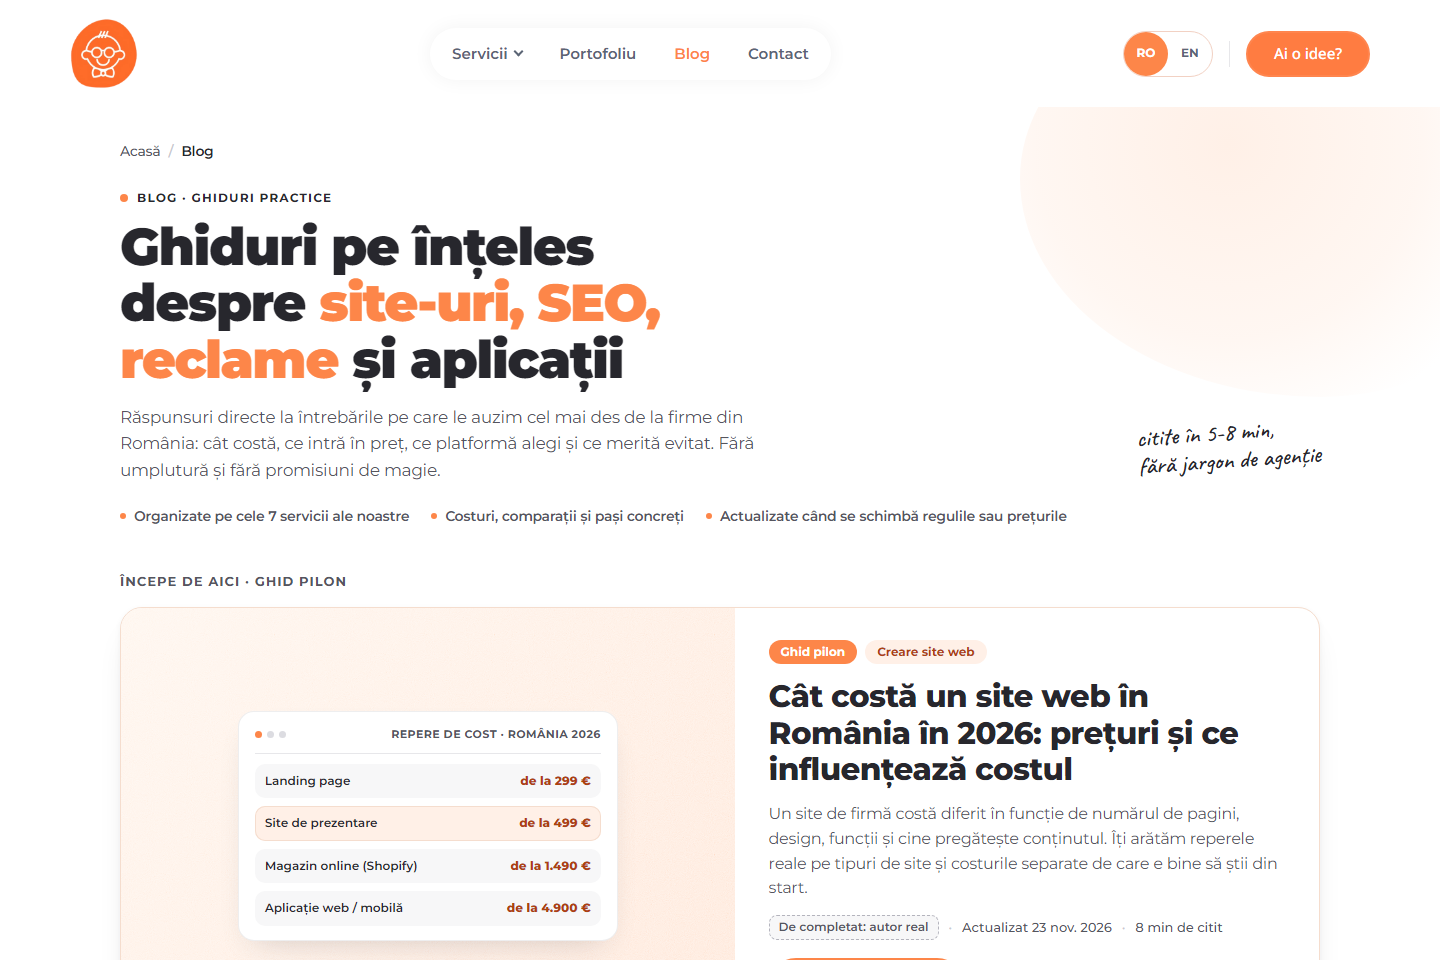 Servicii
Portofoliu
Blog
Contact
RO
EN
Ai o idee?
Acasă / Blog
BLOG · GHIDURI PRACTICE
Ghiduri pe înțeles
despre site-uri, SEO,
reclame și aplicații
Răspunsuri directe la întrebările pe care le auzim cel mai des de la firme din
România: cât costă, ce intră în preț, ce platformă alegi și ce merită evitat. Fără
umplutură și fără promisiuni de magie.
citite în 5-8 min,
fără jargon de agenție
Organizate pe cele 7 servicii ale noastre
Costuri, comparații și pași concreți
Actualizate când se schimbă regulile sau prețurile
ÎNCEPE DE AICI · GHID PILON
REPERE DE COST · ROMÂNIA 2026
Landing page de la 299 €
Site de prezentare de la 499 €
Magazin online (Shopify) de la 1.490 €
Aplicație web / mobilă de la 4.900 €
Ghid pilon
Creare site web
Cât costă un site web în
România în 2026: prețuri și ce
influențează costul
Un site de firmă costă diferit în funcție de numărul de pagini,
design, funcții și cine pregătește conținutul. Îți arătăm reperele
reale pe tipuri de site și costurile separate de care e bine să știi din
start.
De completat: autor real · Actualizat 23 nov. 2026 · 8 min de citit